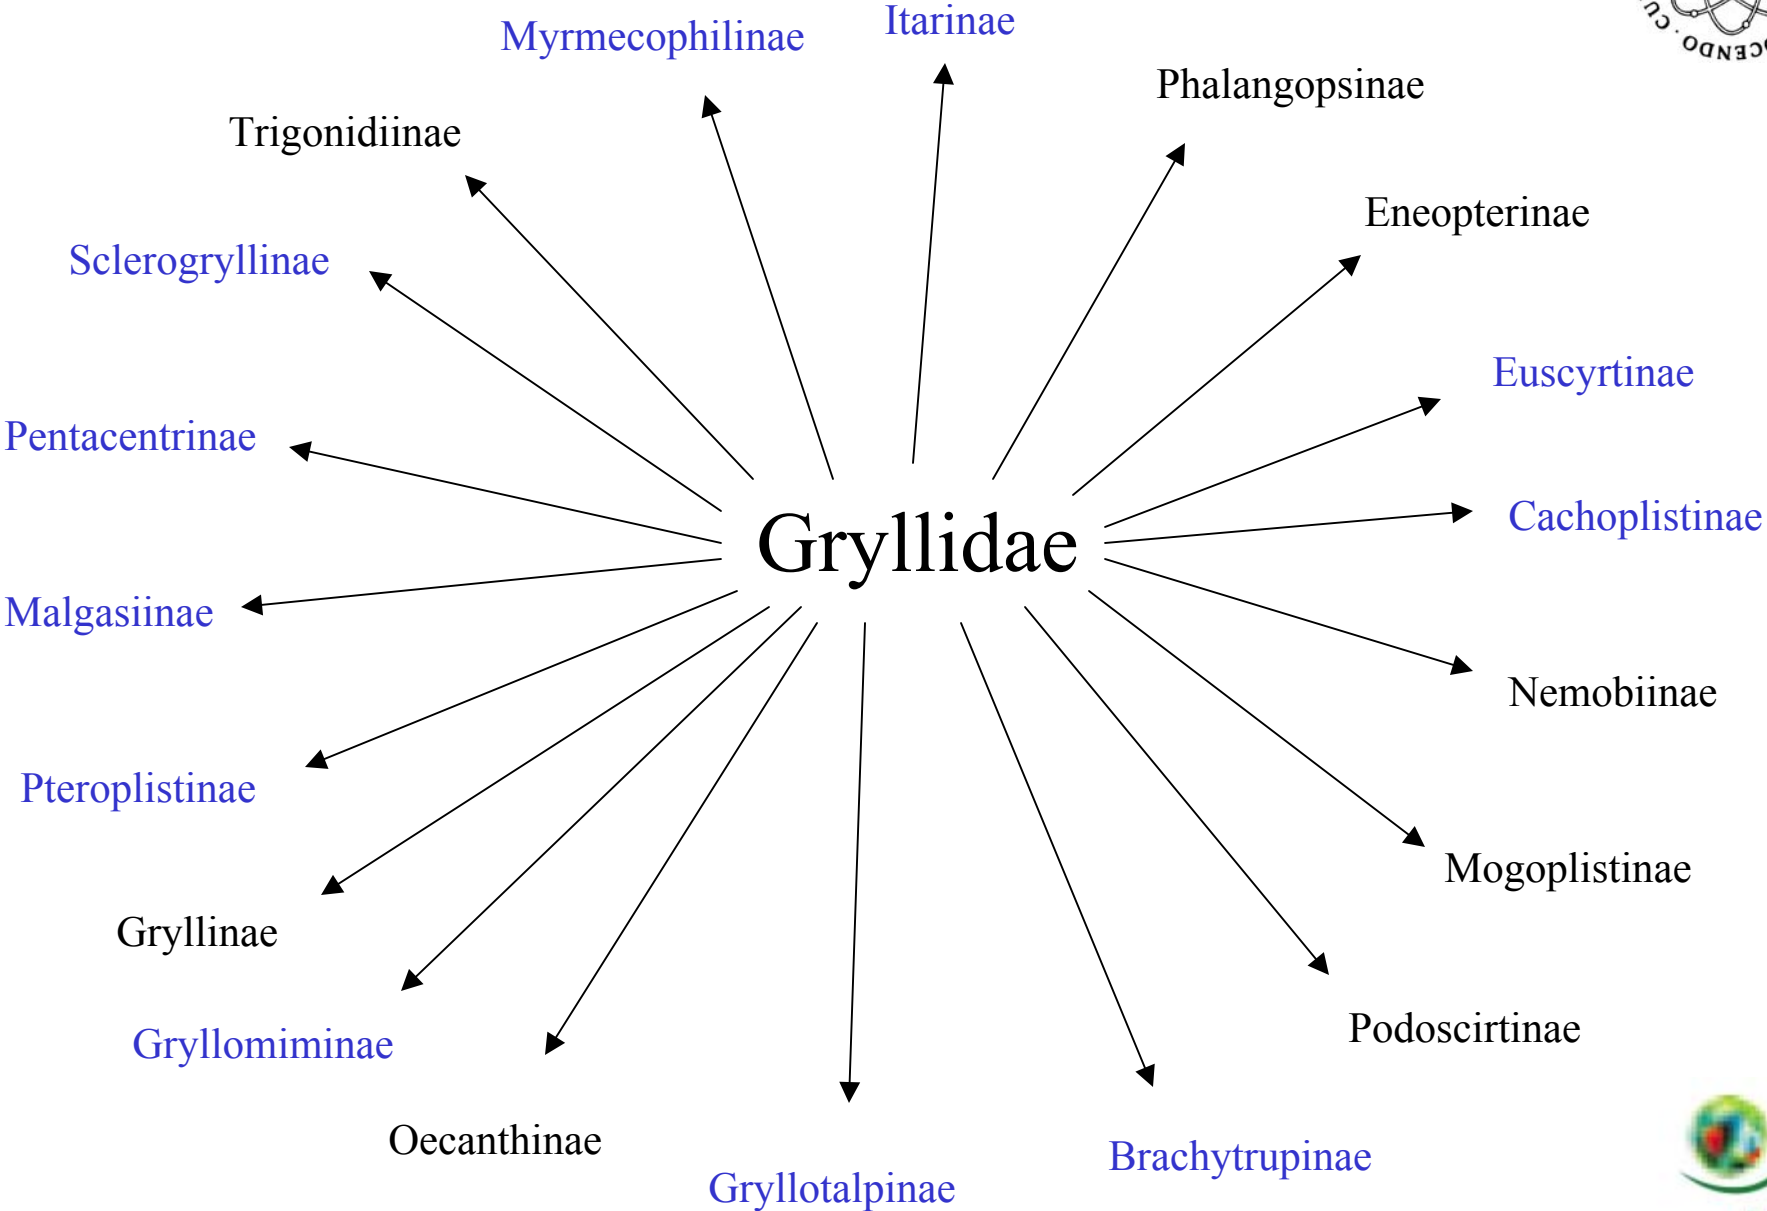 Itarinae
Myrmecophilinae
Phalangopsinae
Trigonidiinae
Eneopterinae
Sclerogryllinae
Euscyrtinae
Pentacentrinae
Cachoplistinae
Gryllidae
Malgasiinae
Nemobiinae
Pteroplistinae
Mogoplistinae
Gryllinae
Podoscirtinae
Gryllomiminae
Oecanthinae
Brachytrupinae
Gryllotalpinae